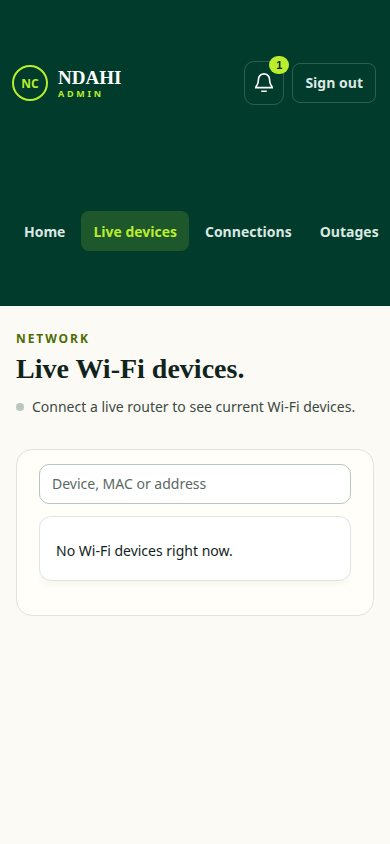 NC
NDAHI
ADMIN
1
Sign out
Home
Live devices
Connections
Outages
NETWORK
Live Wi-Fi devices.
Connect a live router to see current Wi-Fi devices.
Device, MAC or address
No Wi-Fi devices right now.